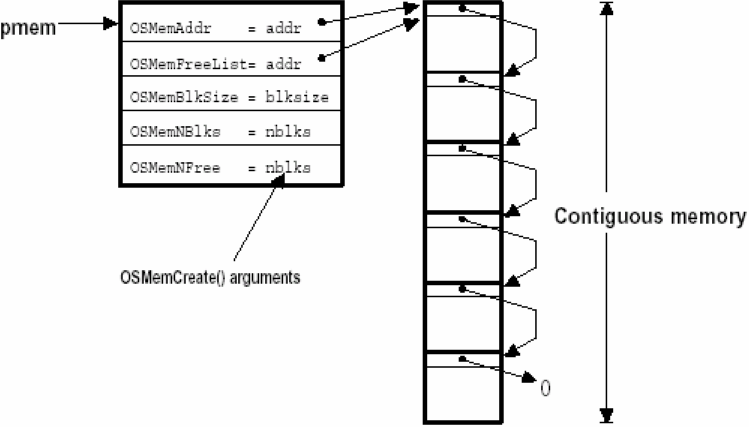 pmem
OSMemAddr = addr
OSMemFreeList= addr
OSMemBlkSize = blksize
OSMemNBlks = nblks
OSMemNFree = nblks
OSMemCreate() arguments
Contiguous memory
0